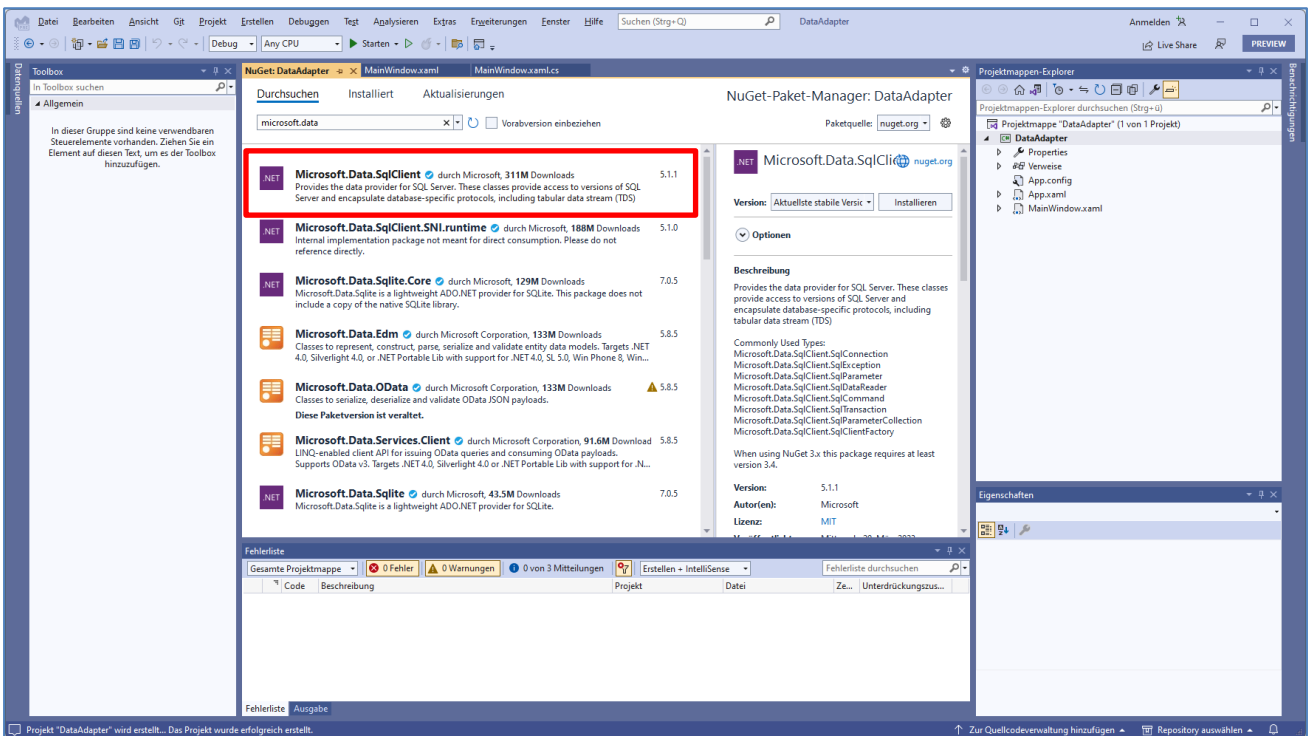 Datei Bearbeiten Ansicht Git Projekt Erstellen Debuggen Test Analysieren Extras Erweiterungen Fenster Hilfe Suchen (Strg+Q) DataAdapter Anmelden
Debug Any CPU Starten Live Share PREVIEW
Datenquellen
Toolbox
In Toolbox suchen
Allgemein
In dieser Gruppe sind keine verwendbaren
Steuerelemente vorhanden. Ziehen Sie ein
Element auf diesen Text, um es der Toolbox
hinzuzufügen.
NuGet: DataAdapter MainWindow.xaml MainWindow.xaml.cs
Durchsuchen Installiert Aktualisierungen
NuGet-Paket-Manager: DataAdapter
microsoft.data Vorabversion einbeziehen
Paketquelle: nuget.org
.NET
Microsoft.Data.SqlClient durch Microsoft, 311M Downloads 5.1.1
Provides the data provider for SQL Server. These classes provide access to versions of SQL
Server and encapsulate database-specific protocols, including tabular data stream (TDS)
.NET
Microsoft.Data.SqlClient.SNI.runtime durch Microsoft, 188M Downloads 5.1.0
Internal implementation package not meant for direct consumption. Please do not
reference directly.
.NET
Microsoft.Data.Sqlite.Core durch Microsoft, 129M Downloads 7.0.5
Microsoft.Data.Sqlite is a lightweight ADO.NET provider for SQLite. This package does not
include a copy of the native SQLite library.
Microsoft.Data.Edm durch Microsoft Corporation, 133M Downloads 5.8.5
Classes to represent, construct, parse, serialize and validate entity data models. Targets .NET
4.0, Silverlight 4.0, or .NET Portable Lib with support for .NET 4.0, SL 5.0, Win Phone 8, Win...
Microsoft.Data.OData durch Microsoft Corporation, 133M Downloads 5.8.5
Classes to serialize, deserialize and validate OData JSON payloads.
Diese Paketversion ist veraltet.
Microsoft.Data.Services.Client durch Microsoft Corporation, 91.6M Download 5.8.5
LINQ-enabled client API for issuing OData queries and consuming OData payloads.
Supports OData v3. Targets .NET 4.0, Silverlight 4.0 or .NET Portable Lib with support for .N...
.NET
Microsoft.Data.Sqlite durch Microsoft, 43.5M Downloads 7.0.5
Microsoft.Data.Sqlite is a lightweight ADO.NET provider for SQLite.
.NET
Microsoft.Data.SqlClie nuget.org
Version: Aktuellste stabile Versic Installieren
Optionen
Beschreibung
Provides the data provider for SQL Server. These classes
provide access to versions of SQL Server and
encapsulate database-specific protocols, including
tabular data stream (TDS)
Commonly Used Types:
Microsoft.Data.SqlClient.SqlConnection
Microsoft.Data.SqlClient.SqlException
Microsoft.Data.SqlClient.SqlParameter
Microsoft.Data.SqlClient.SqlDataReader
Microsoft.Data.SqlClient.SqlCommand
Microsoft.Data.SqlClient.SqlTransaction
Microsoft.Data.SqlClient.SqlParameterCollection
Microsoft.Data.SqlClient.SqlClientFactory
When using NuGet 3.x this package requires at least
version 3.4.
Version: 5.1.1
Autor(en): Microsoft
Lizenz: MIT
Projektmappen-Explorer
Projektmappen-Explorer durchsuchen (Strg+ü)
Projektmappe "DataAdapter" (1 von 1 Projekt)
DataAdapter
Properties
Verweise
App.config
App.xaml
MainWindow.xaml
Benachrichtigungen
Eigenschaften
Fehlerliste
Gesamte Projektmappe 0 Fehler 0 Warnungen 0 von 3 Mitteilungen Erstellen + IntelliSense Fehlerliste durchsuchen
Code Beschreibung Projekt Datei Ze... Unterdrückungszus...
Fehlerliste Ausgabe
Projekt "DataAdapter" wird erstellt... Das Projekt wurde erfolgreich erstellt. Zur Quellcodeverwaltung hinzufügen Repository auswählen